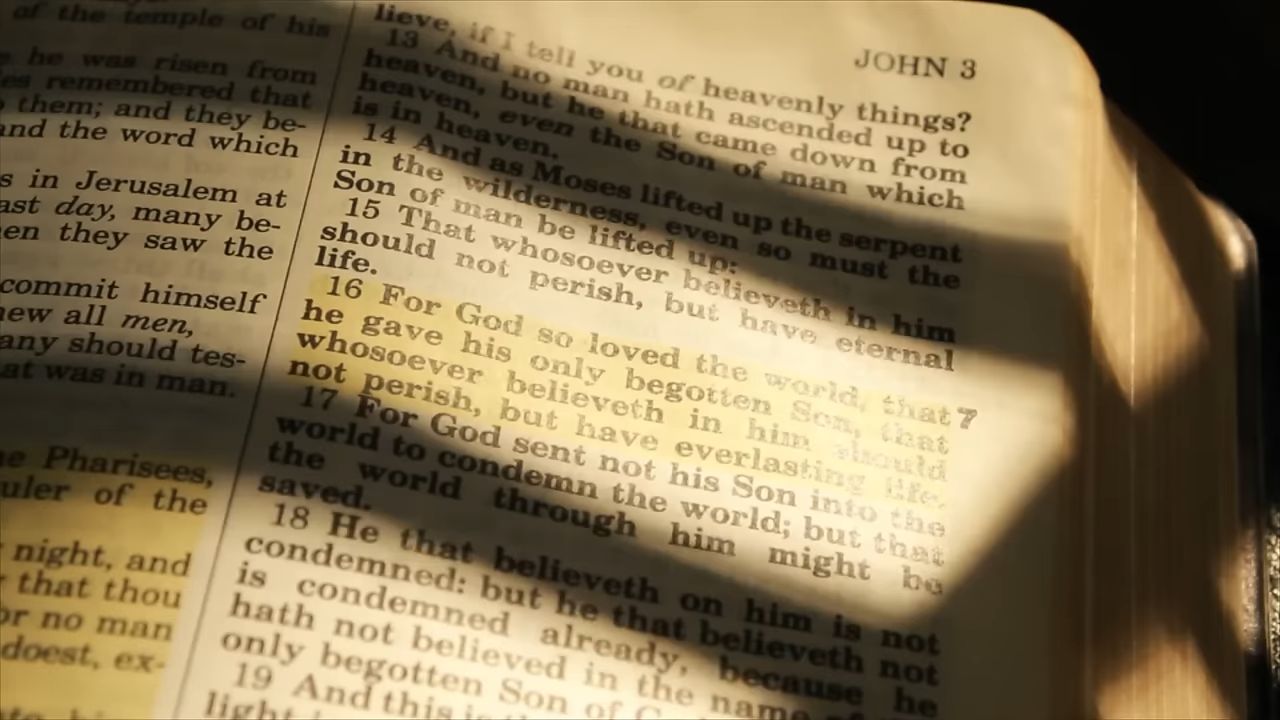 of the temple of his
he was risen from
remembered that
them; and they be-
and the word which
in Jerusalem at
day, many be-
they saw the
commit himself
all men,
any should tes-
at was in man.
Pharisees,
of the
night, and
that thou
no man
doest, ex-
JOHN 3
lieve, if I tell you of heavenly things?
13 And no man hath ascended up to
heaven, but he that came down from
heaven, even the Son of man which
is in heaven.
14 And as Moses lifted up the serpent
in the wilderness, even so must the
Son of man be lifted up:
15 That whosoever believeth in him
should not perish, but have eternal
life.
16 For God so loved the world, that 7
he gave his only begotten Son, that
whosoever believeth in him should
not perish, but have everlasting life.
17 For God sent not his Son into the
world to condemn the world; but that
the world through him might be
saved.
18 He that believeth on him is not
condemned: but he that believeth not
is condemned already, because he
hath not believed in the name of
only begotten Son of
19 And this is
light